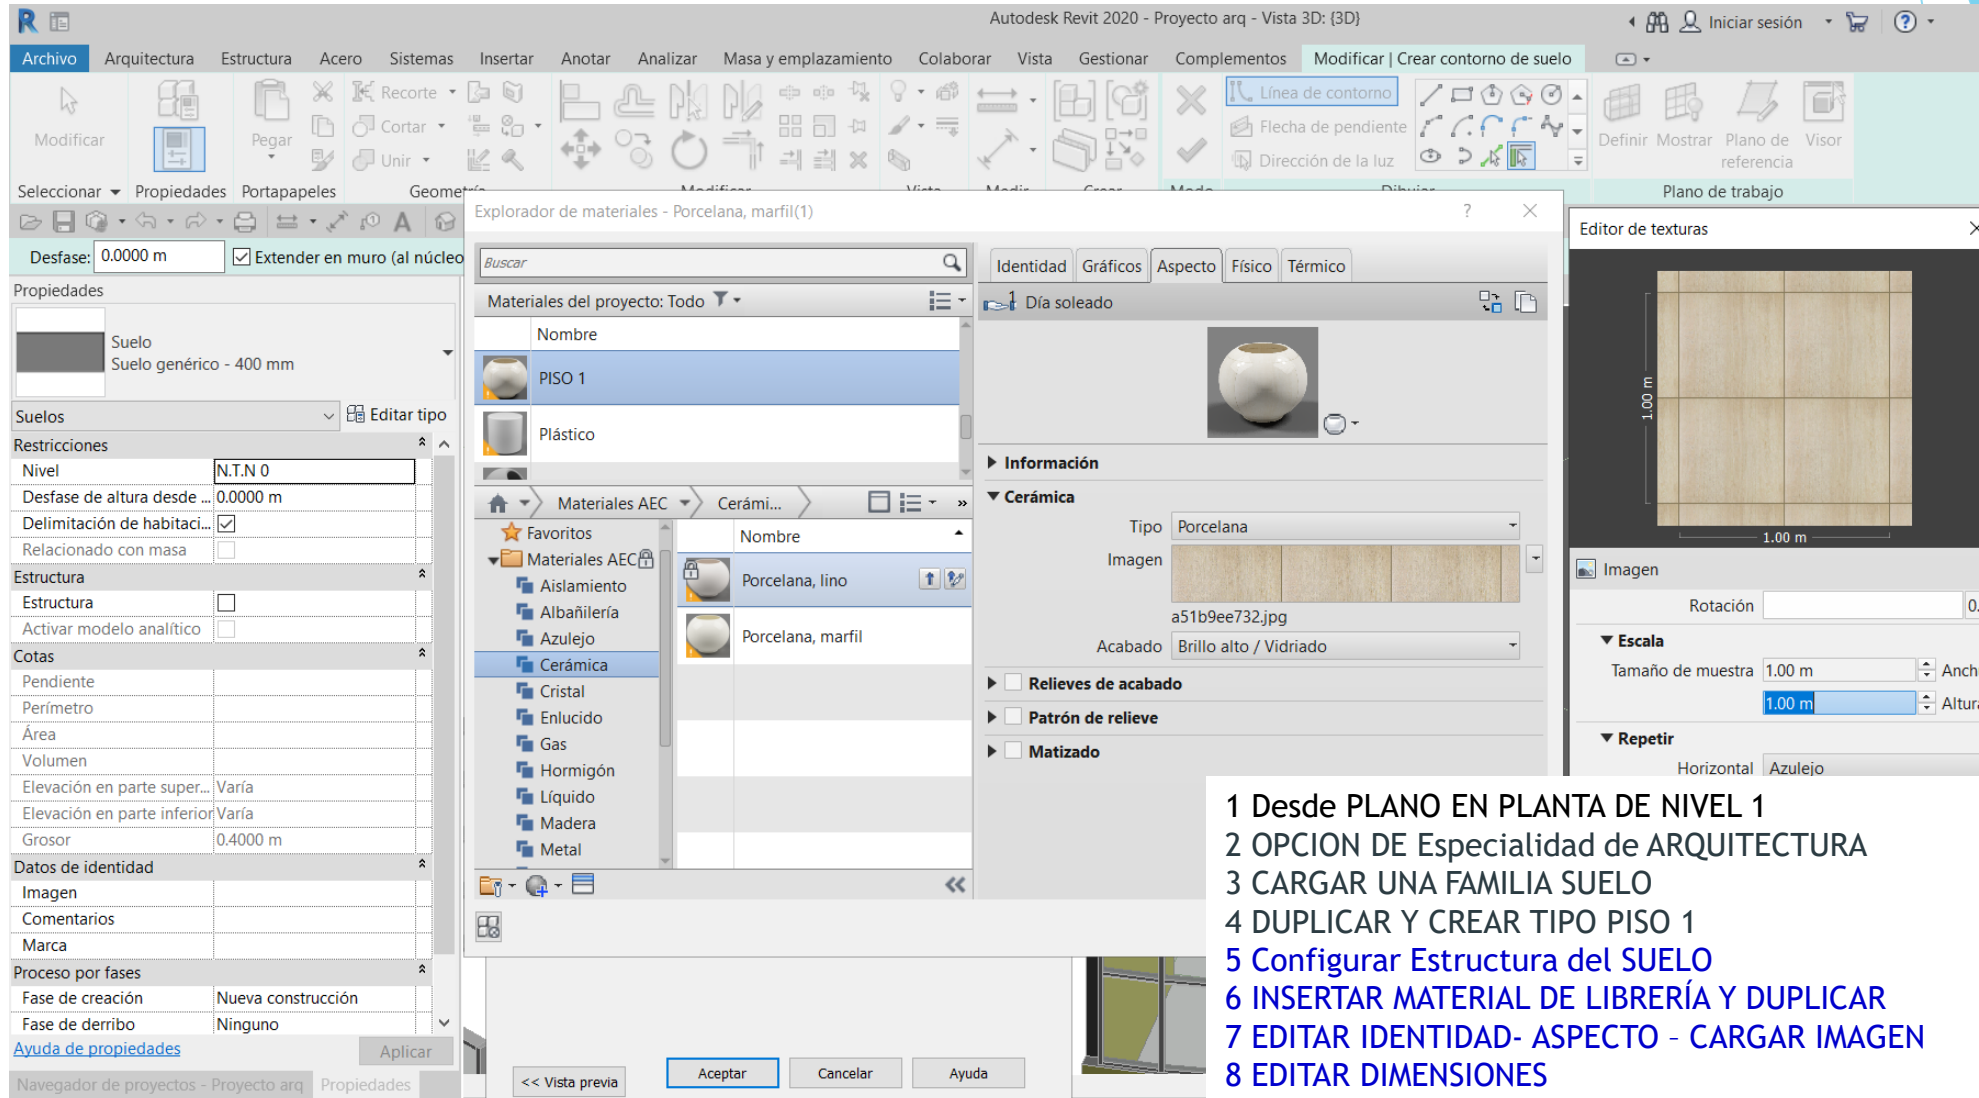 Autodesk Revit 2020 - Proyecto arq - Vista 3D: {3D}
Iniciar sesión
Archivo Arquitectura Estructura Acero Sistemas Insertar Anotar Analizar Masa y emplazamiento Colaborar Vista Gestionar Complementos Modificar | Crear contorno de suelo
Modificar
Pegar
Recorte
Cortar
Unir
Línea de contorno
Flecha de pendiente
Dirección de la luz
Definir Mostrar Plano de referencia Visor
Seleccionar Propiedades Portapapeles
Plano de trabajo
Desfase: 0.0000 m Extender en muro (al núcleo
Propiedades
Suelo
Suelo genérico - 400 mm
Suelos Editar tipo
Restricciones
Nivel N.T.N 0
Desfase de altura desde ... 0.0000 m
Delimitación de habitaci...
Relacionado con masa
Estructura
Estructura
Activar modelo analítico
Cotas
Pendiente
Perímetro
Área
Volumen
Elevación en parte super... Varía
Elevación en parte inferior Varía
Grosor 0.4000 m
Datos de identidad
Imagen
Comentarios
Marca
Proceso por fases
Fase de creación Nueva construcción
Fase de derribo Ninguno
Ayuda de propiedades Aplicar
Navegador de proyectos - Proyecto arq Propiedades
Explorador de materiales - Porcelana, marfil(1)
Buscar
Materiales del proyecto: Todo
Nombre
PISO 1
Plástico
Materiales AEC Cerámi...
Favoritos
Materiales AEC
Aislamiento
Albañilería
Azulejo
Cerámica
Cristal
Enlucido
Gas
Hormigón
Líquido
Madera
Metal
Nombre
Porcelana, lino
Porcelana, marfil
Identidad Gráficos Aspecto Físico Térmico
1 Día soleado
Información
Cerámica
Tipo Porcelana
Imagen
a51b9ee732.jpg
Acabado Brillo alto / Vidriado
Relieves de acabado
Patrón de relieve
Matizado
<< Vista previa Aceptar Cancelar Ayuda
Editor de texturas
1.00 m
1.00 m
Imagen
Rotación 0.
Escala
Tamaño de muestra 1.00 m
1.00 m
Repetir
Horizontal Azulejo
1 Desde PLANO EN PLANTA DE NIVEL 1
2 OPCION DE Especialidad de ARQUITECTURA
3 CARGAR UNA FAMILIA SUELO
4 DUPLICAR Y CREAR TIPO PISO 1
5 Configurar Estructura del SUELO
6 INSERTAR MATERIAL DE LIBRERÍA Y DUPLICAR
7 EDITAR IDENTIDAD- ASPECTO – CARGAR IMAGEN
8 EDITAR DIMENSIONES